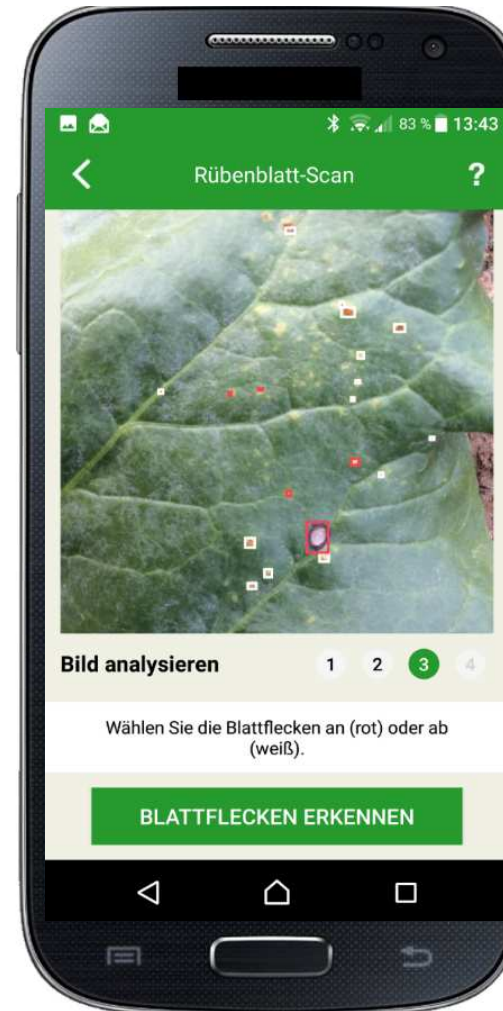 83 % 13:43
Rübenblatt-Scan ?
Bild analysieren 1 2 3 4
Wählen Sie die Blattflecken an (rot) oder ab
(weiß).
BLATTFLECKEN ERKENNEN